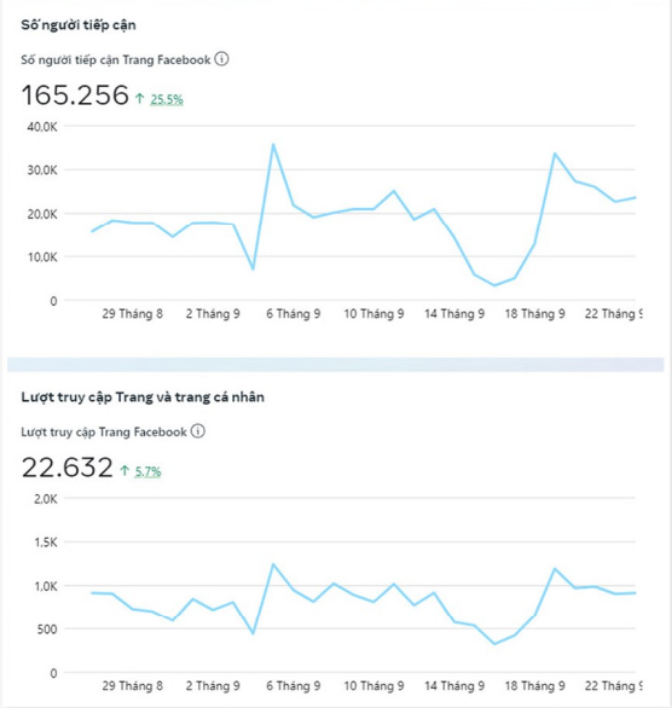 Số người tiếp cận
Số người tiếp cận Trang Facebook
165.256 ↑ 25.5%
40.0K
30.0K
20.0K
10.0K
0
29 Tháng 8 2 Tháng 9 6 Tháng 9 10 Tháng 9 14 Tháng 9 18 Tháng 9 22 Tháng 9
Lượt truy cập Trang và trang cá nhân
Lượt truy cập Trang Facebook
22.632 ↑ 5.7%
2.0K
1.5K
1.0K
500
0
29 Tháng 8 2 Tháng 9 6 Tháng 9 10 Tháng 9 14 Tháng 9 18 Tháng 9 22 Tháng 9